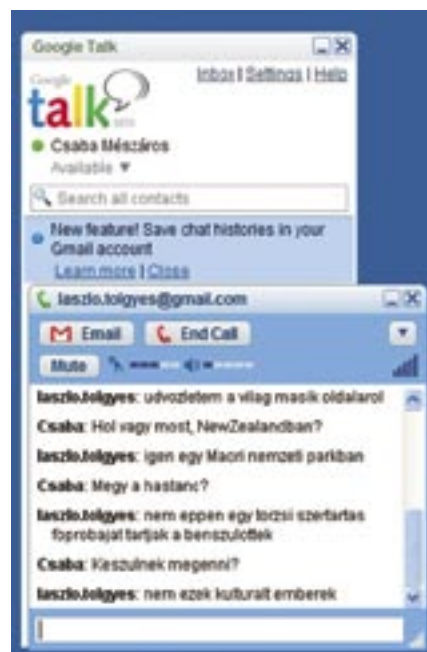 Google Talk
Google
talk
BETA
Inbox | Settings | Help
Csaba Mészáros
Available
Search all contacts
New feature! Save chat histories in your
Gmail account
Learn more | Close
laszlo.tolgyes@gmail.com
Email
End Call
Mute
laszlo.tolgyes: udvozletem a vilag masik oldalarol
Csaba: Hol vagy most, NewZealandban?
laszlo.tolgyes: igen egy Maori nemzeti parkban
Csaba: Megy a hastanc?
laszlo.tolgyes: nem eppen egy torzsi szertartas
foprobajat tartjak a benszulottek
Csaba: Keszulnek megenni?
laszlo.tolgyes: nem ezek kulturalt emberek